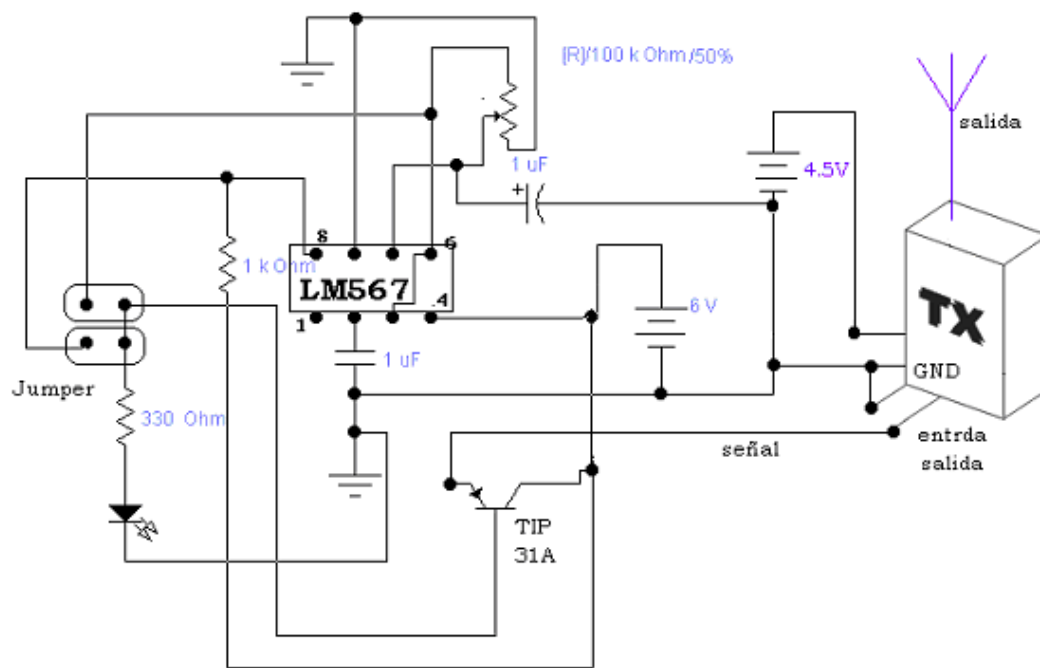 [R]/100 k Ohm/50%
salida
1 uF
4.5V
8
6
1 k Ohm
LM567
.4
1
6 V
TX
1 uF
GND
Jumper
330 Ohm
señal
entrda
salida
TIP
31A